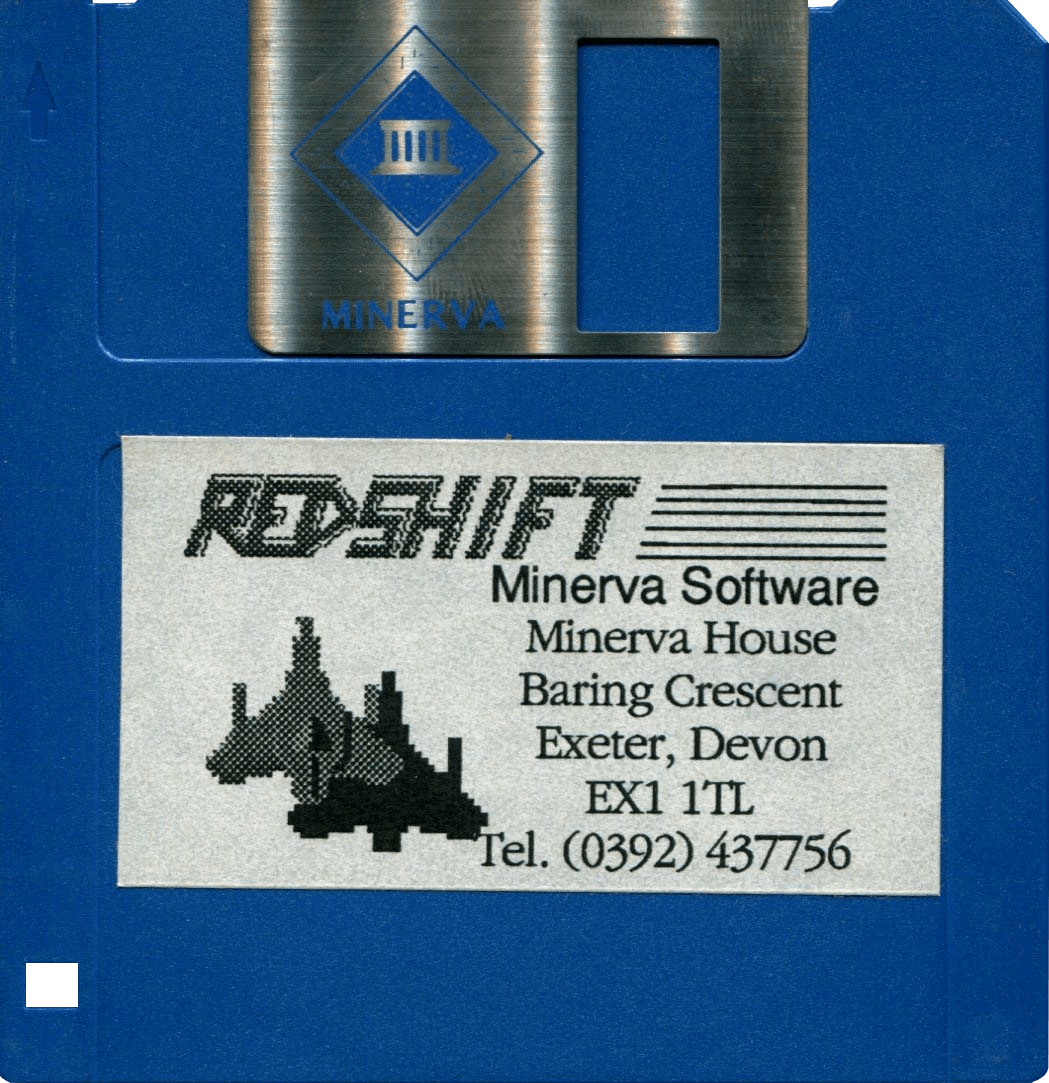 MINERVA
REDSHIFT
Minerva Software
Minerva House
Baring Crescent
Exeter, Devon
EX1 1TL
Tel. (0392) 437756